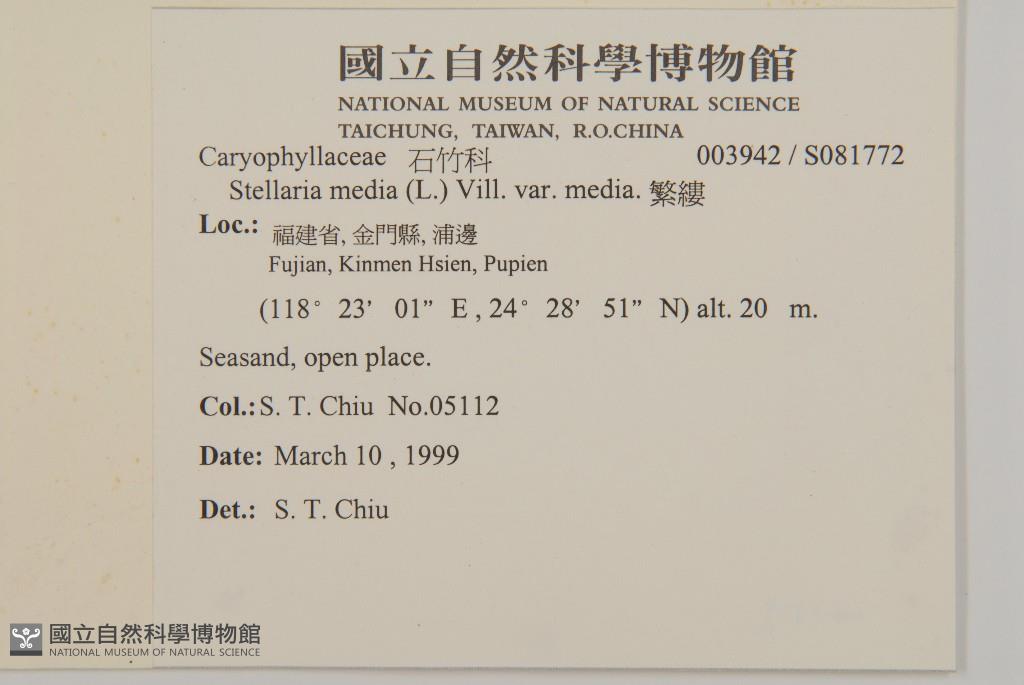 國立自然科學博物館
NATIONAL MUSEUM OF NATURAL SCIENCE
TAICHUNG, TAIWAN, R.O.CHINA
Caryophyllaceae 石竹科 003942 / S081772
Stellaria media (L.) Vill. var. media. 繁縷
Loc.: 福建省, 金門縣, 浦邊
Fujian, Kinmen Hsien, Pupien
(118° 23’ 01” E , 24° 28’ 51” N) alt. 20 m.
Seasand, open place.
Col.: S. T. Chiu No.05112
Date: March 10 , 1999
Det.: S. T. Chiu
國立自然科學博物館
NATIONAL MUSEUM OF NATURAL SCIENCE